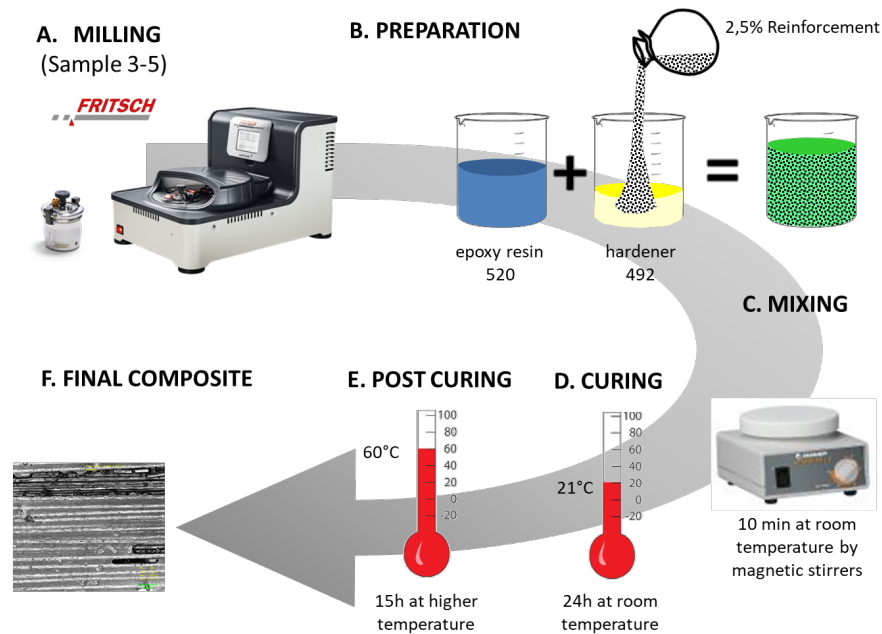 A. MILLING
(Sample 3-5)
FRITSCH
B. PREPARATION
2,5% Reinforcement
epoxy resin
520
hardener
492
C. MIXING
10 min at room
temperature by
magnetic stirrers
D. CURING
100
80
60
40
20
0
-20
21°C
24h at room
temperature
E. POST CURING
100
80
60
40
20
0
-20
60°C
15h at higher
temperature
F. FINAL COMPOSITE